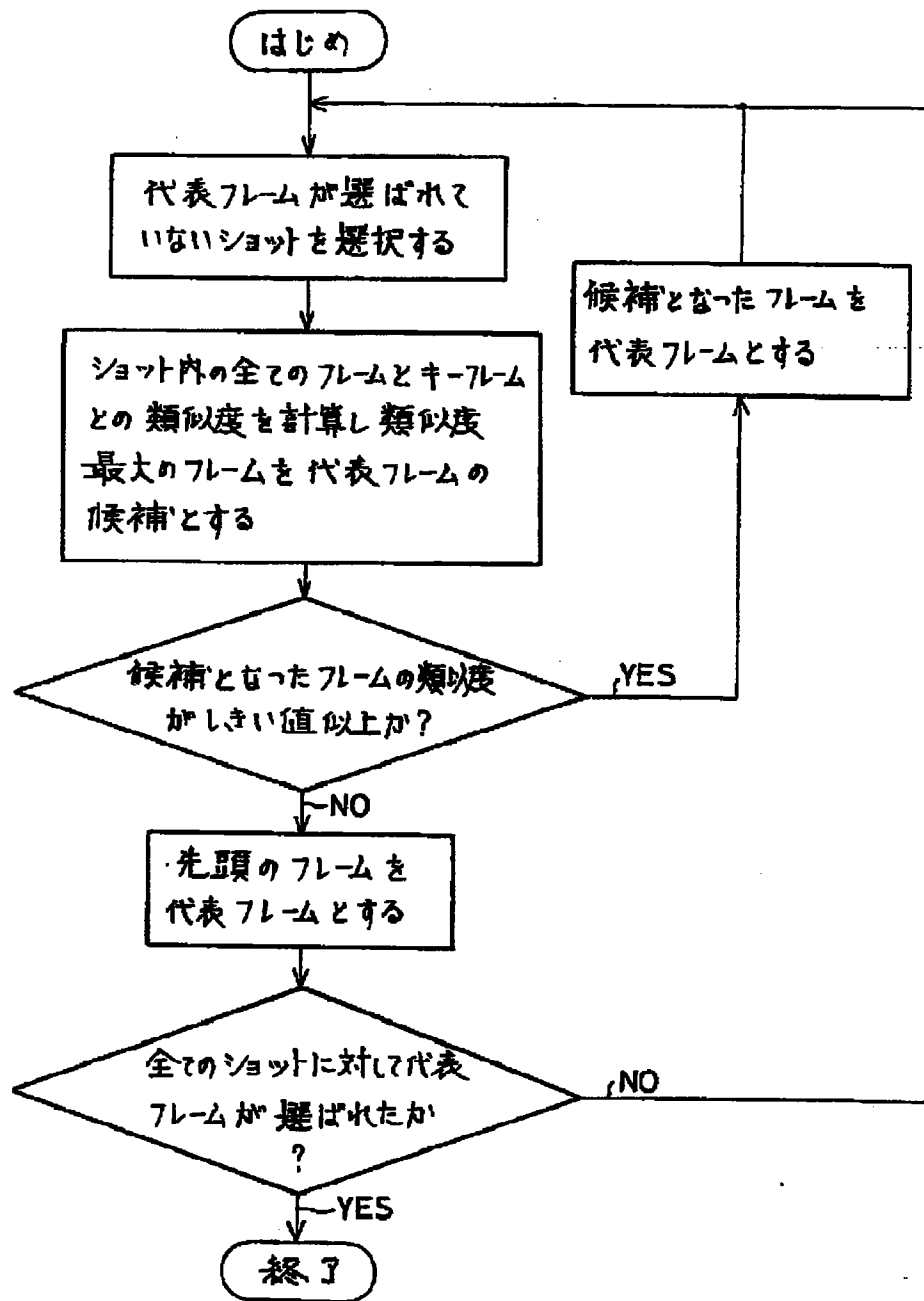 はじめ
代表フレームが選ばれて
いないショットを選択する
ショット内の全てのフレームとキーフレーム
との類似度を計算し類似度
最大のフレームを代表フレームの
候補とする
候補となったフレームの類似度
がしきい値以上か?
YES
候補となったフレームを
代表フレームとする
NO
先頭のフレームを
代表フレームとする
全てのショットに対して代表
フレームが選ばれたか
?
NO
YES
終了